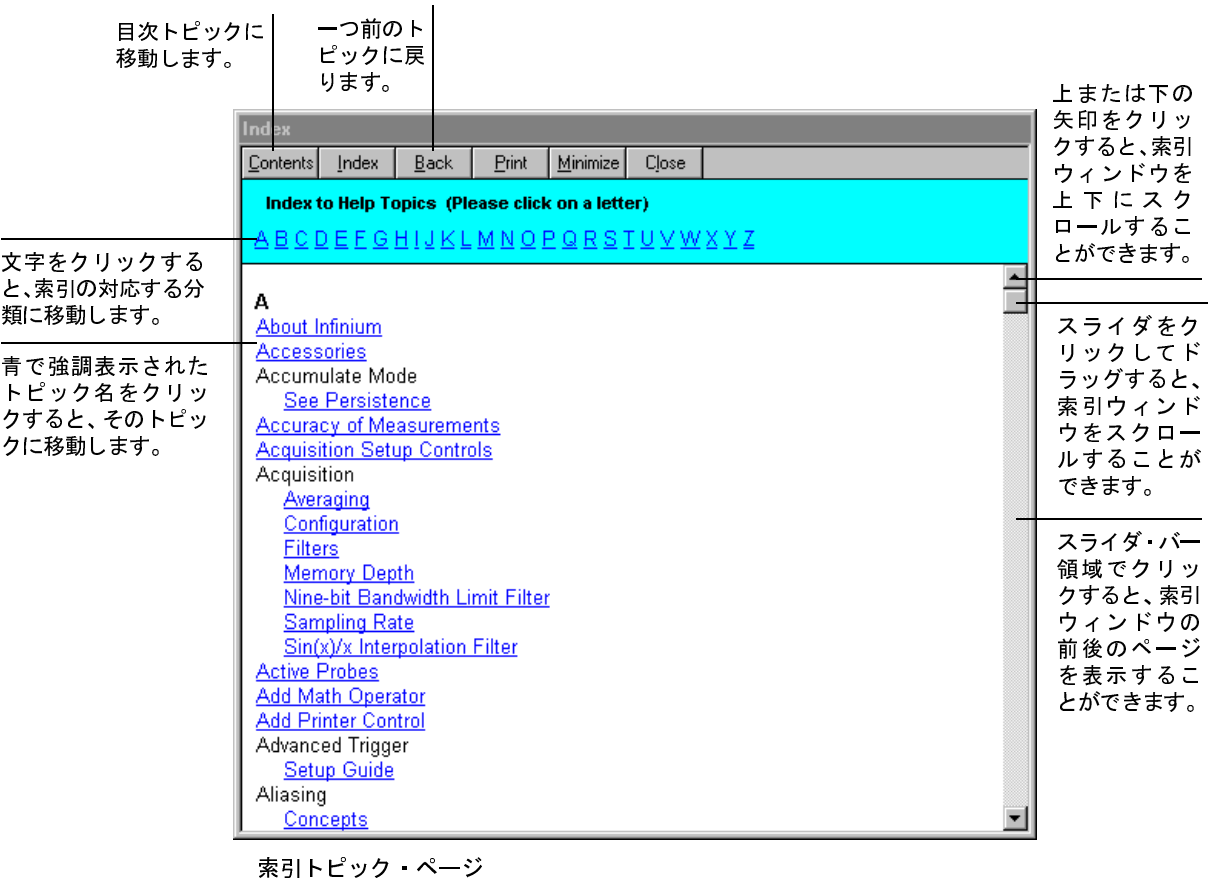 目次トピックに
移動します。
一つ前のト
ピックに戻
ります。
上または下の
矢印をクリッ
クすると、索引
ウィンドウを
上下にスク
ロールするこ
とができます。
Index
Contents Index Back Print Minimize Close
Index to Help Topics (Please click on a letter)
A B C D E F G H I J K L M N O P Q R S T U V W X Y Z
文字をクリックする
と、索引の対応する分
類に移動します。
青で強調表示された
トピック名をクリッ
クすると、そのトピッ
クに移動します。
A
About Infinium
Accessories
Accumulate Mode
See Persistence
Accuracy of Measurements
Acquisition Setup Controls
Acquisition
Averaging
Configuration
Filters
Memory Depth
Nine-bit Bandwidth Limit Filter
Sampling Rate
Sin(x)/x Interpolation Filter
Active Probes
Add Math Operator
Add Printer Control
Advanced Trigger
Setup Guide
Aliasing
Concepts
スライダをク
リックしてド
ラッグすると、
索引ウィンド
ウをスクロー
ルすることが
できます。
スライダ・バー
領域でクリッ
クすると、索引
ウィンドウの
前後のページ
を表示するこ
とができます。
索引トピック・ページ